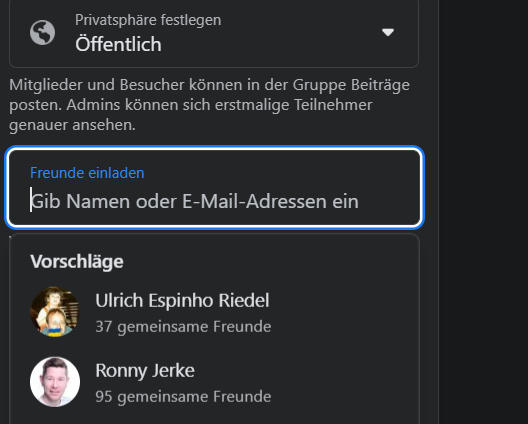 Privatsphäre festlegen
Öffentlich
Mitglieder und Besucher können in der Gruppe Beiträge
posten. Admins können sich erstmalige Teilnehmer
genauer ansehen.
Freunde einladen
Gib Namen oder E-Mail-Adressen ein
Vorschläge
Ulrich Espinho Riedel
37 gemeinsame Freunde
Ronny Jerke
95 gemeinsame Freunde